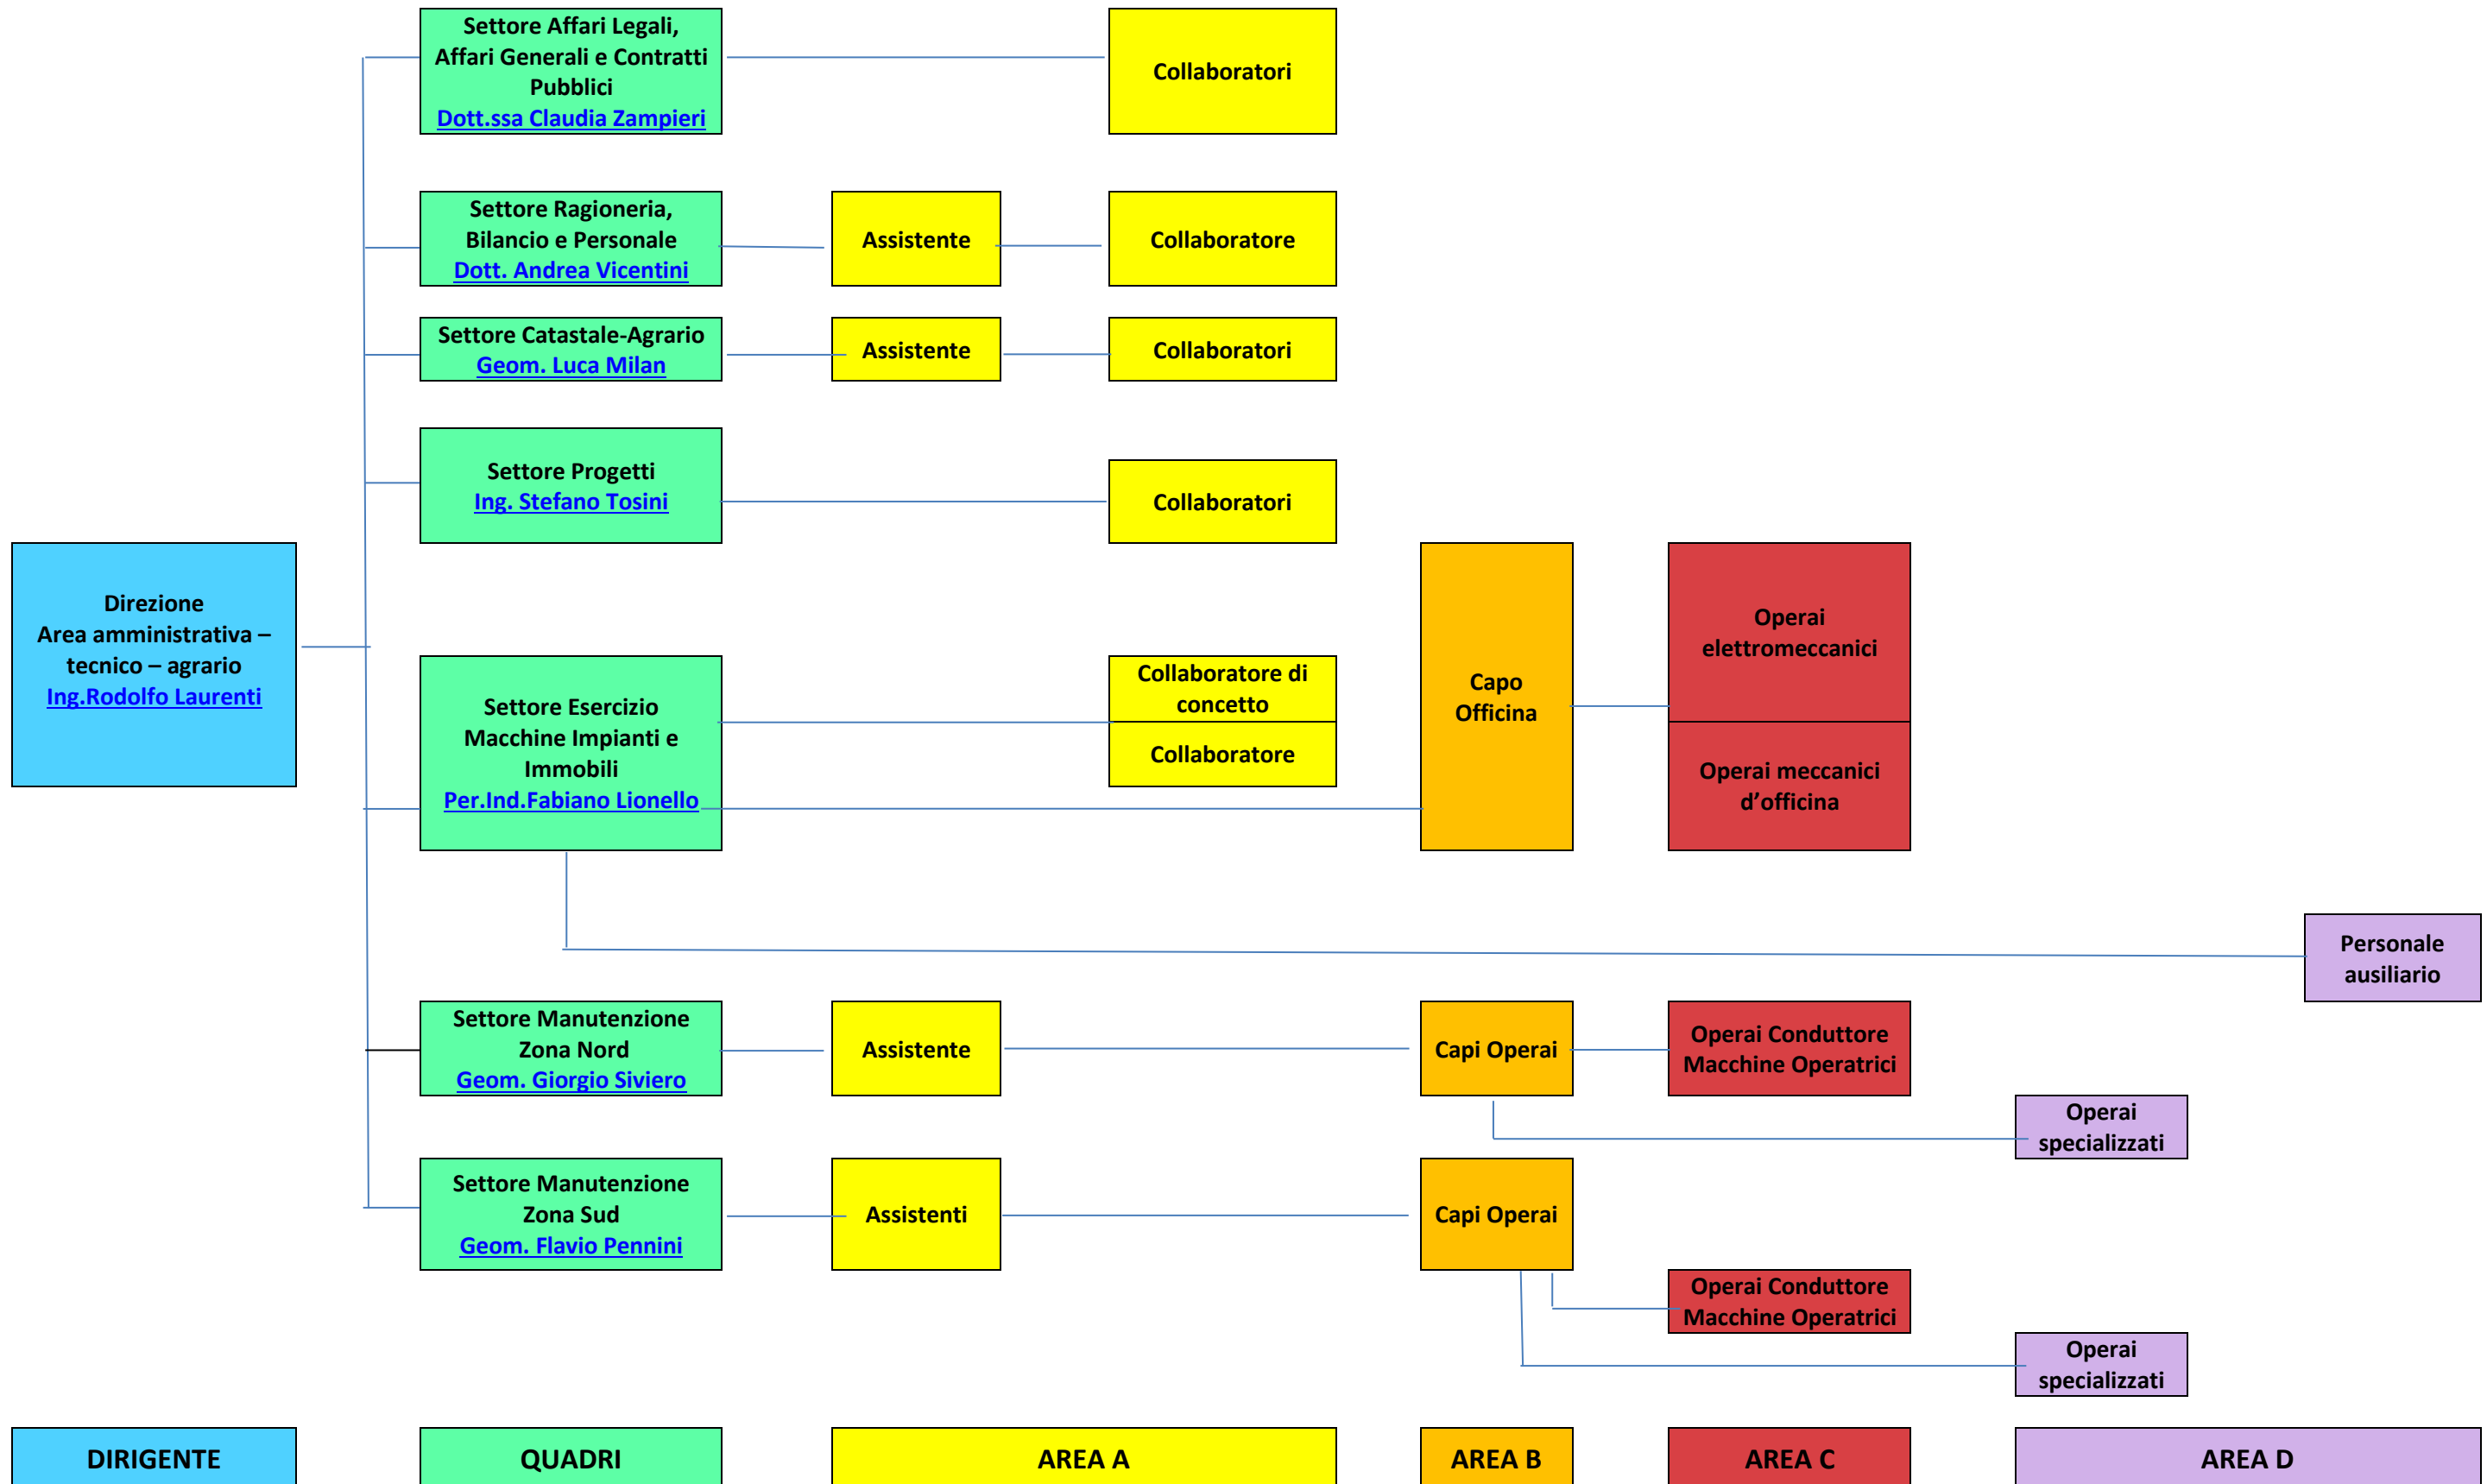 Settore Affari Legali,
Affari Generali e Contratti
Pubblici
Dott.ssa Claudia Zampieri
Collaboratori
Settore Ragioneria,
Bilancio e Personale
Dott. Andrea Vicentini
Assistente
Collaboratore
Settore Catastale-Agrario
Geom. Luca Milan
Assistente
Collaboratori
Settore Progetti
Ing. Stefano Tosini
Collaboratori
Direzione
Area amministrativa –
tecnico – agrario
Ing.Rodolfo Laurenti
Settore Esercizio
Macchine Impianti e
Immobili
Per.Ind.Fabiano Lionello
Collaboratore di
concetto
Collaboratore
Capo
Officina
Operai
elettromeccanici
Operai meccanici
d’officina
Personale
ausiliario
Settore Manutenzione
Zona Nord
Geom. Giorgio Siviero
Assistente
Capi Operai
Operai Conduttore
Macchine Operatrici
Operai
specializzati
Settore Manutenzione
Zona Sud
Geom. Flavio Pennini
Assistenti
Capi Operai
Operai Conduttore
Macchine Operatrici
Operai
specializzati
DIRIGENTE
QUADRI
AREA A
AREA B
AREA C
AREA D